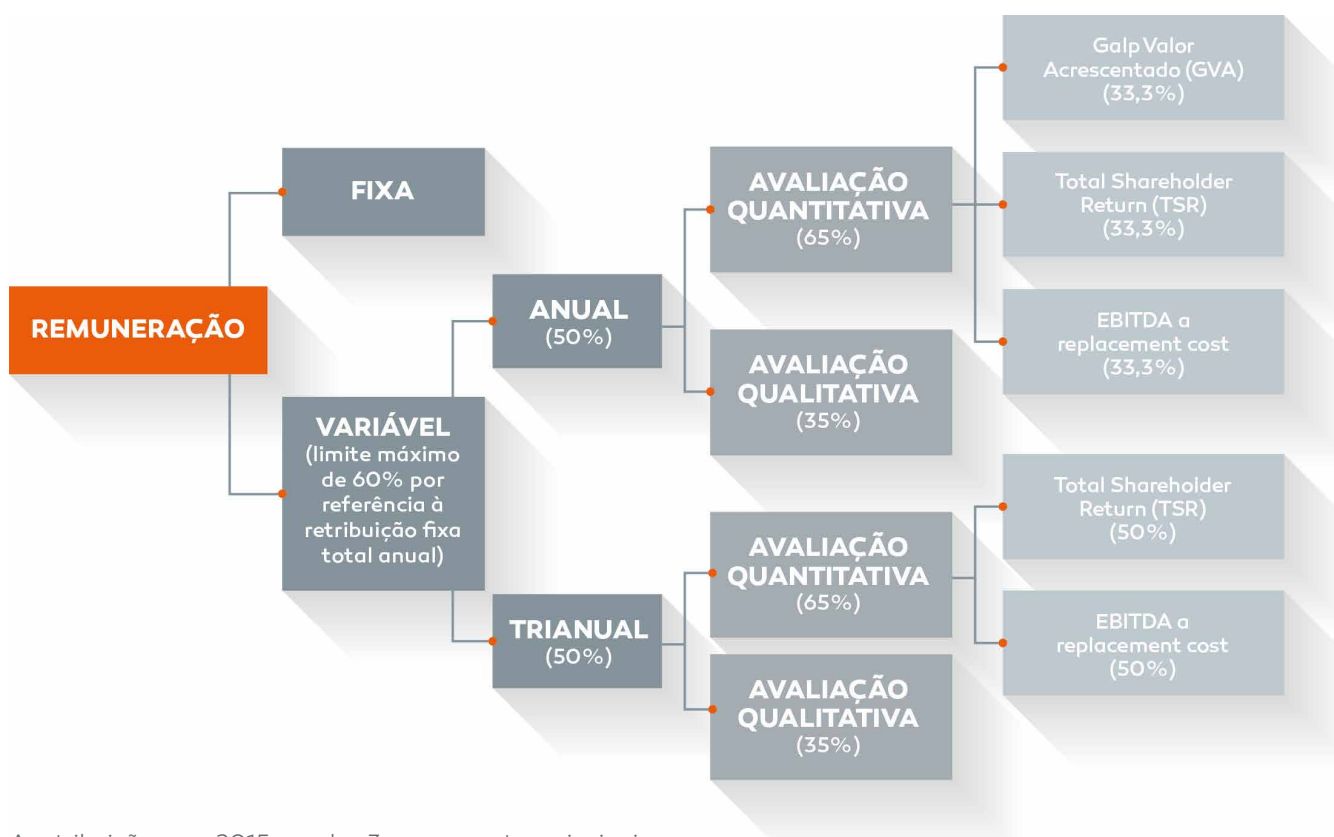 REMUNERAÇÃO
FIXA
VARIÁVEL
(limite máximo
de 60% por
referência à
retribuição fixa
total anual)
ANUAL
(50%)
TRIANUAL
(50%)
AVALIAÇÃO
QUANTITATIVA
(65%)
AVALIAÇÃO
QUALITATIVA
(35%)
AVALIAÇÃO
QUANTITATIVA
(65%)
AVALIAÇÃO
QUALITATIVA
(35%)
Galp Valor
Acrescentado (GVA)
(33,3%)
Total Shareholder
Return (TSR)
(33,3%)
EBITDA a
replacement cost
(33,3%)
Total Shareholder
Return (TSR)
(50%)
EBITDA a
replacement cost
(50%)